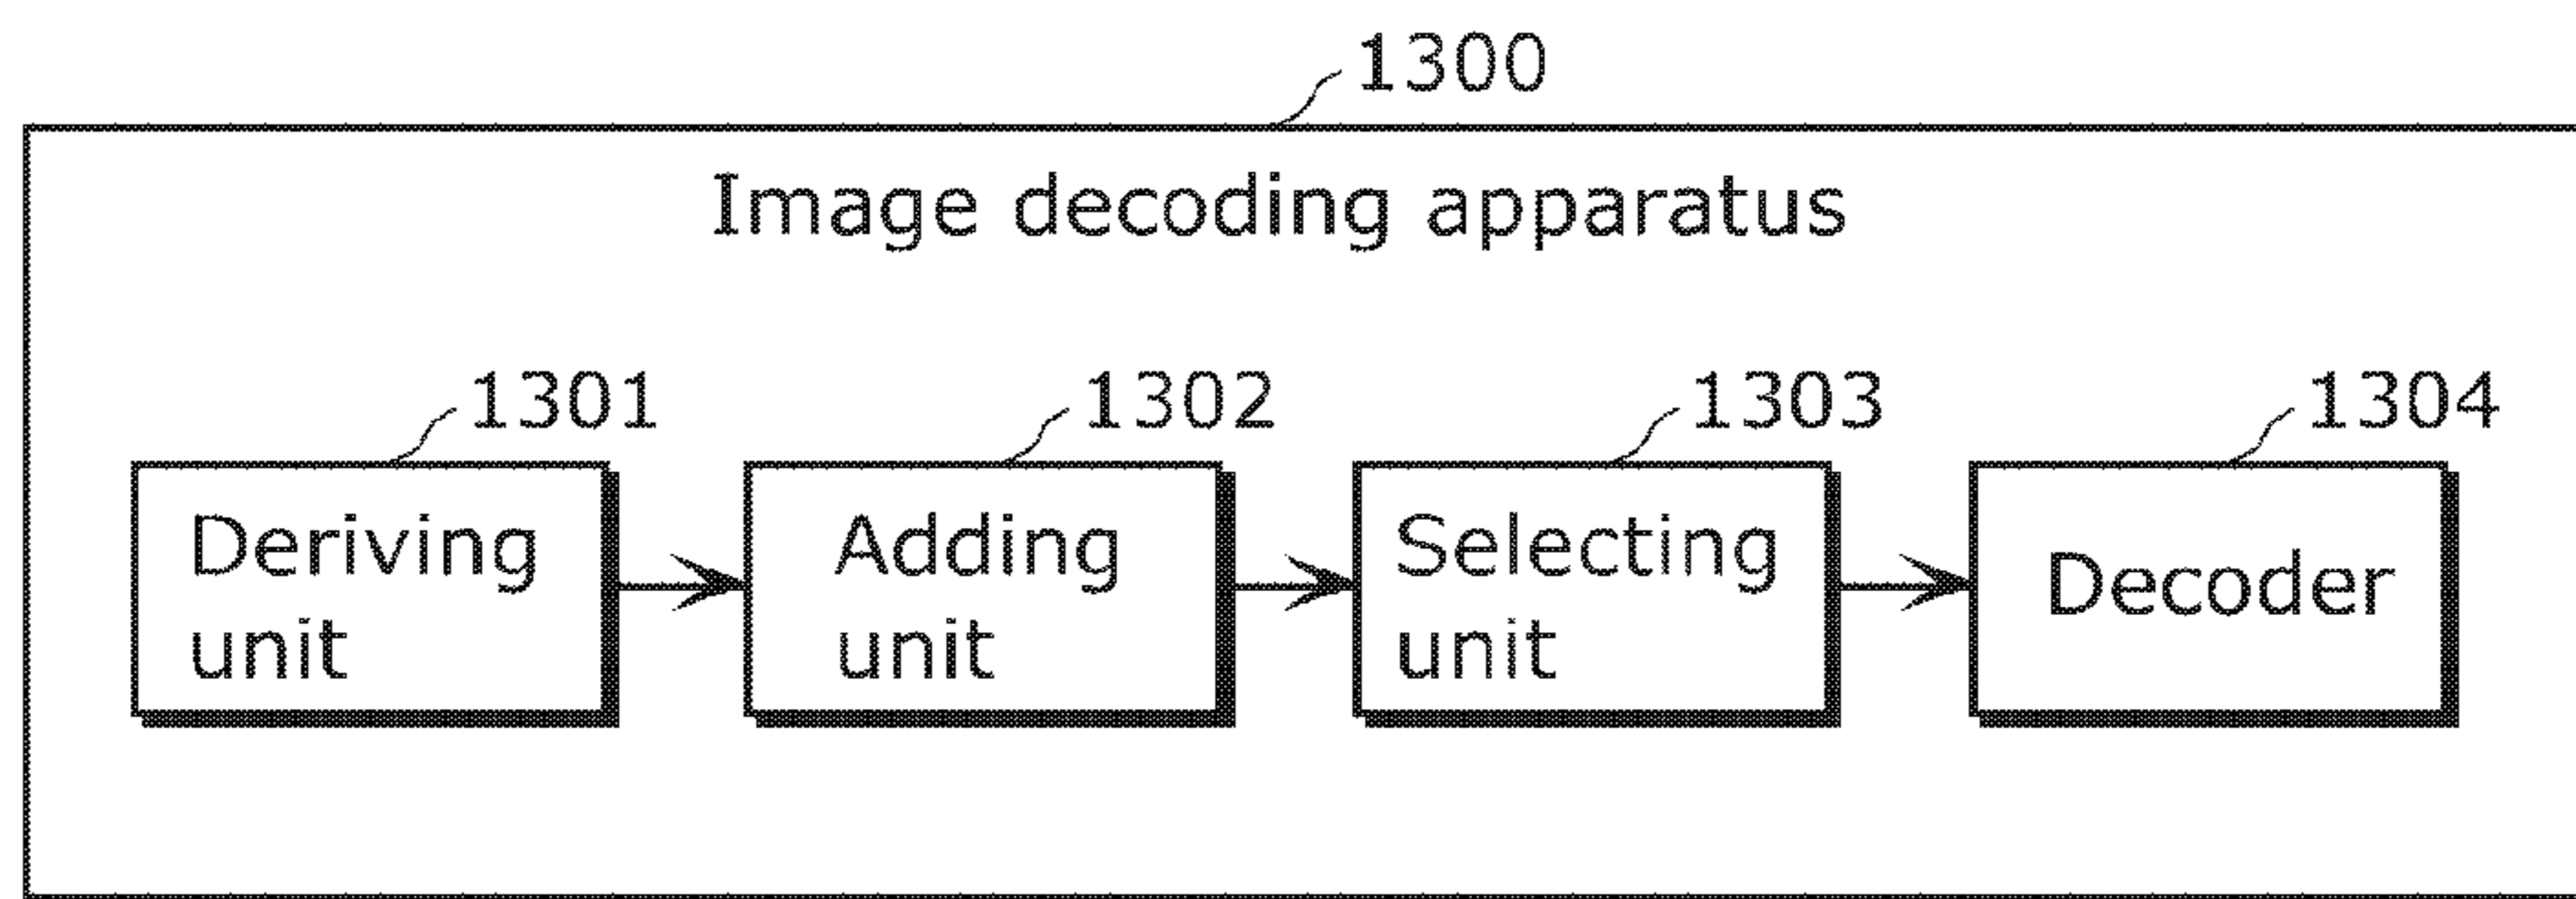 1300
Image decoding apparatus
1301
1302
1303
1304
Deriving
unit
Adding
unit
Selecting
unit
Decoder